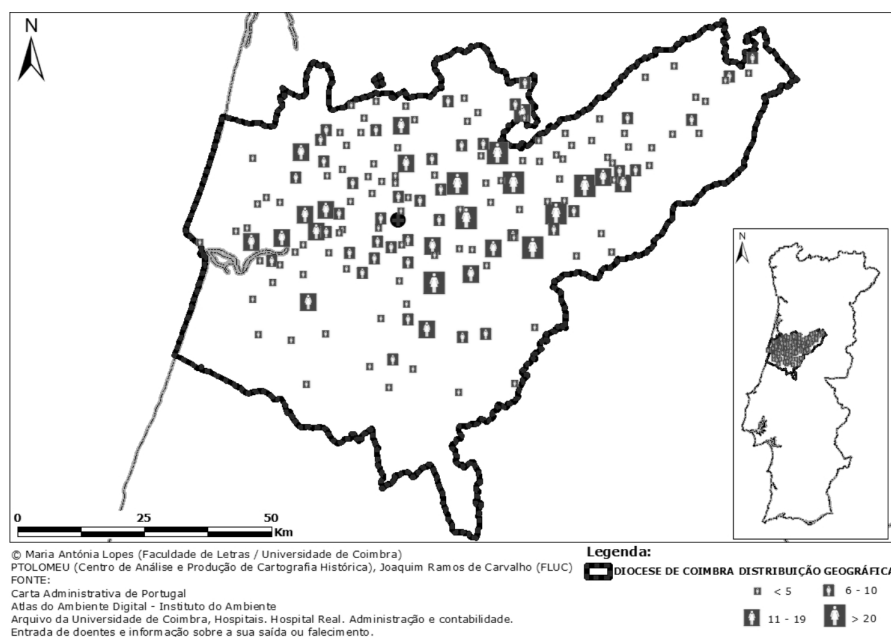 N
N
0 25 50
Km
© Maria Antónia Lopes (Faculdade de Letras / Universidade de Coimbra)
PTOLOMEU (Centro de Análise e Produção de Cartografia Histórica), Joaquim Ramos de Carvalho (FLUC)
FONTE:
Carta Administrativa de Portugal
Atlas do Ambiente Digital - Instituto do Ambiente
Arquivo da Universidade de Coimbra, Hospitais. Hospital Real. Administração e contabilidade.
Entrada de doentes e informação sobre a sua saída ou falecimento.
Legenda:
DIOCESE DE COIMBRA DISTRIBUIÇÃO GEOGRÁFICA
< 5 6 - 10
11 - 19 > 20